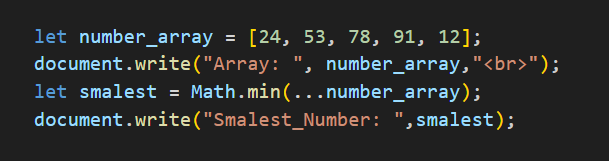 let number_array = [24, 53, 78, 91, 12];
document.write("Array: ", number_array,"<br>");
let smalest = Math.min(...number_array);
document.write("Smalest_Number: ",smalest);